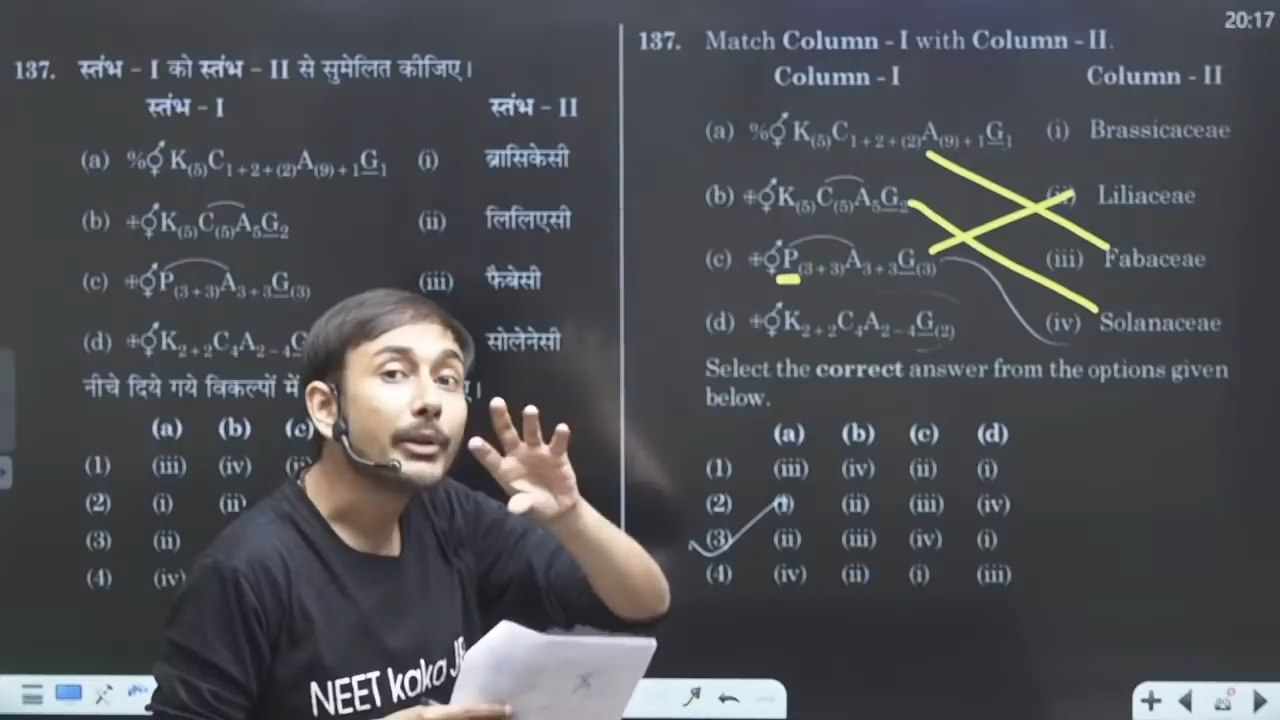 20:17
137. स्तंभ - I को स्तंभ - II से सुमेलित कीजिए।
स्तंभ - I स्तंभ - II
(a) %⚥ K(5)C1+2+(2)A(9)+1G1 (i) ब्रासिकेसी
(b) ⊕⚥K(5)C(5)A5G2 (ii) लिलिएसी
(c) ⊕⚥P(3+3)A3+3G(3) (iii) फैबेसी
(d) ⊕⚥K2+2C4A2-4G सोलेनेसी
नीचे दिये गये विकल्पों में
(a) (b) (c)
(1) (iii) (iv) (ii)
(2) (i) (ii)
(3) (ii)
(4) (iv)
137. Match Column - I with Column - II.
Column - I Column - II
(a) %⚥ K(5)C1+2+(2)A(9)+1G1 (i) Brassicaceae
(b) ⊕⚥K(5)C(5)A5G2 (ii) Liliaceae
(c) ⊕⚥P(3+3)A3+3G(3) (iii) Fabaceae
(d) ⊕⚥K2+2C4A2-4G(2) (iv) Solanaceae
Select the correct answer from the options given
below.
(a) (b) (c) (d)
(1) (iii) (iv) (ii) (i)
(2) (i) (ii) (iii) (iv)
(3) (ii) (iii) (iv) (i)
(4) (iv) (ii) (i) (iii)
NEET kaka